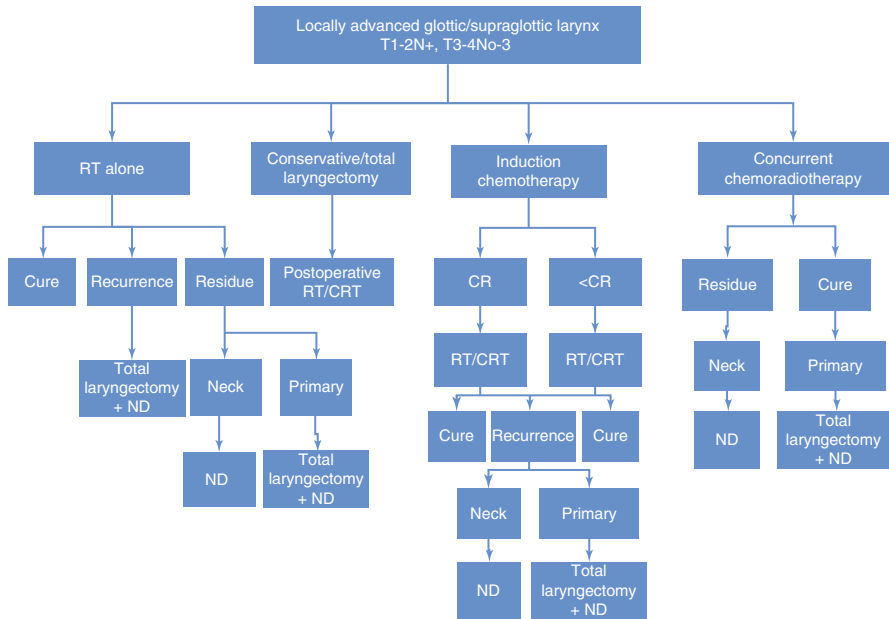 Locally advanced glottic/supraglottic larynx
T1-2N+, T3-4No-3
RT alone
Conservative/total
laryngectomy
Induction
chemotherapy
Concurrent
chemoradiotherapy
Cure
Recurrence
Residue
Postoperative
RT/CRT
CR
<CR
Residue
Cure
Total
laryngectomy
+ ND
Neck
Primary
RT/CRT
RT/CRT
Neck
Primary
ND
Total
laryngectomy
+ ND
Cure
Recurrence
Cure
ND
Total
laryngectomy
+ ND
Neck
Primary
ND
Total
laryngectomy
+ ND